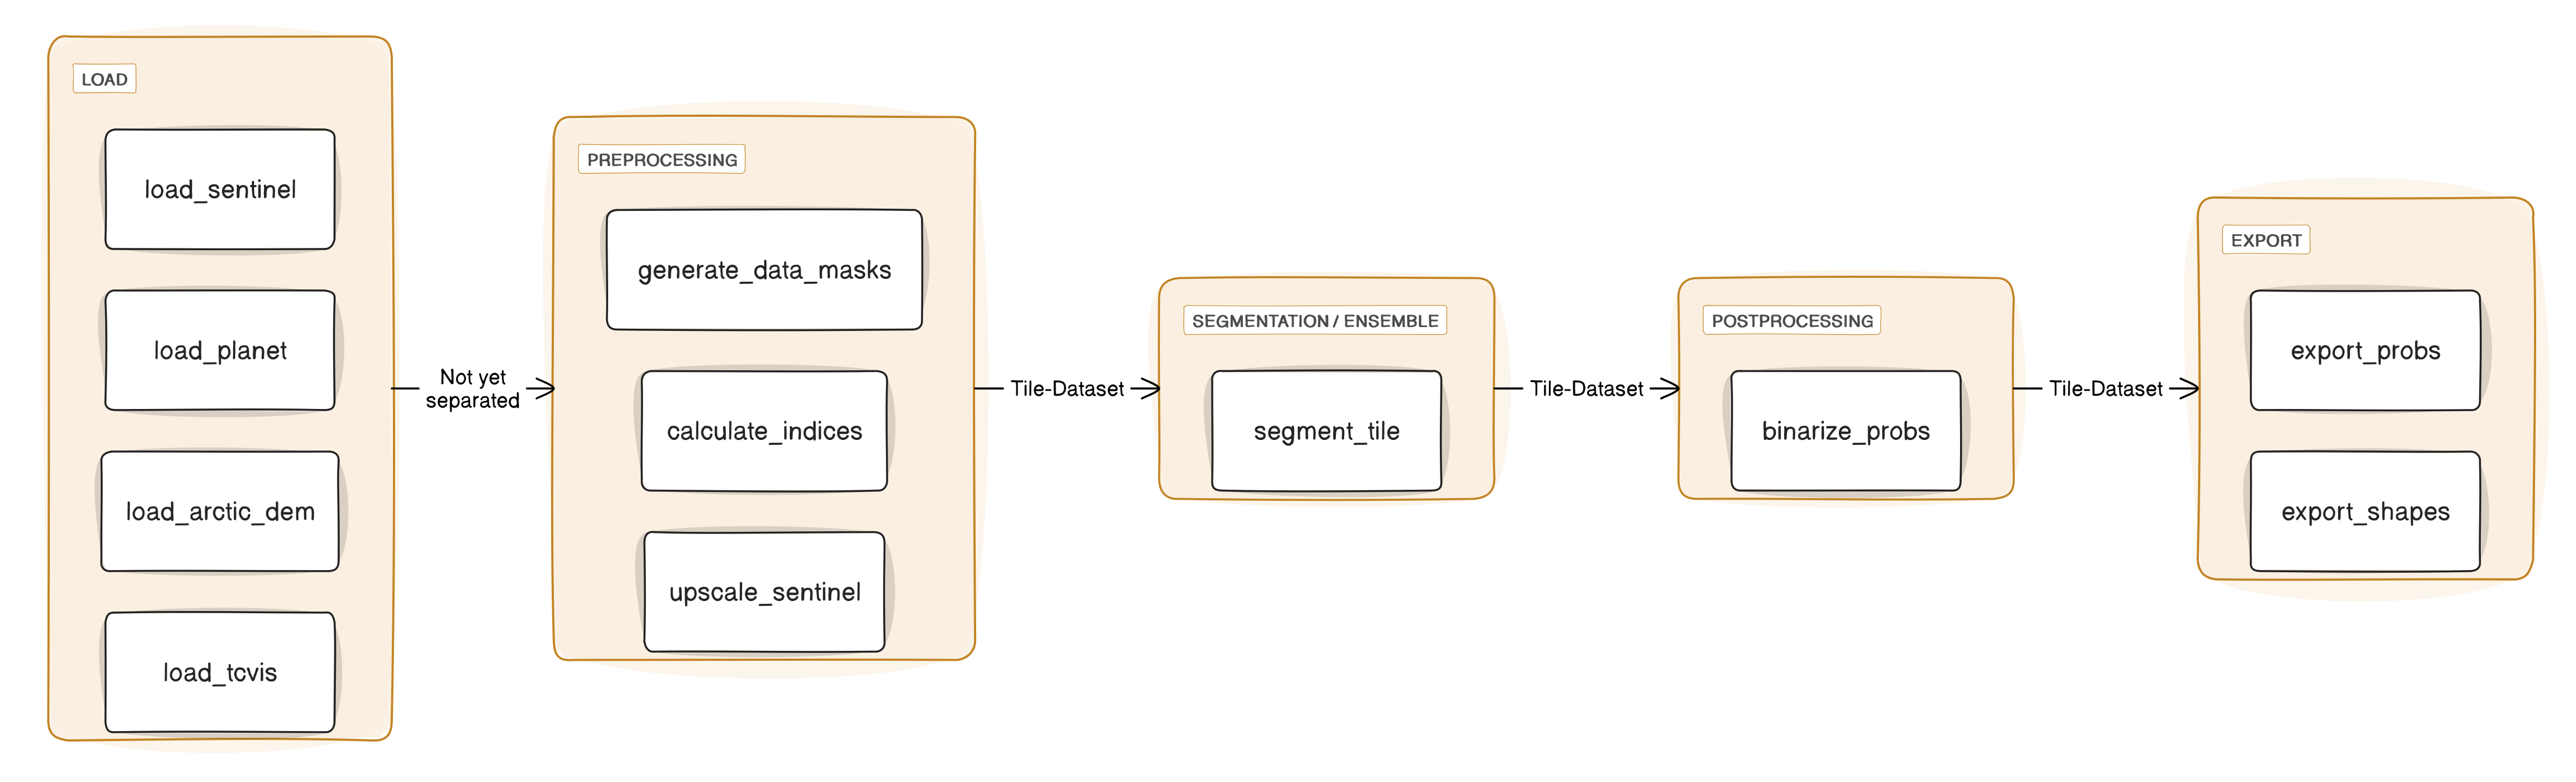 LOAD
load_sentinel
load_planet
load_arctic_dem
load_tcvis
Not yet
separated
PREPROCESSING
generate_data_masks
calculate_indices
upscale_sentinel
Tile-Dataset
SEGMENTATION / ENSEMBLE
segment_tile
Tile-Dataset
POSTPROCESSING
binarize_probs
Tile-Dataset
EXPORT
export_probs
export_shapes